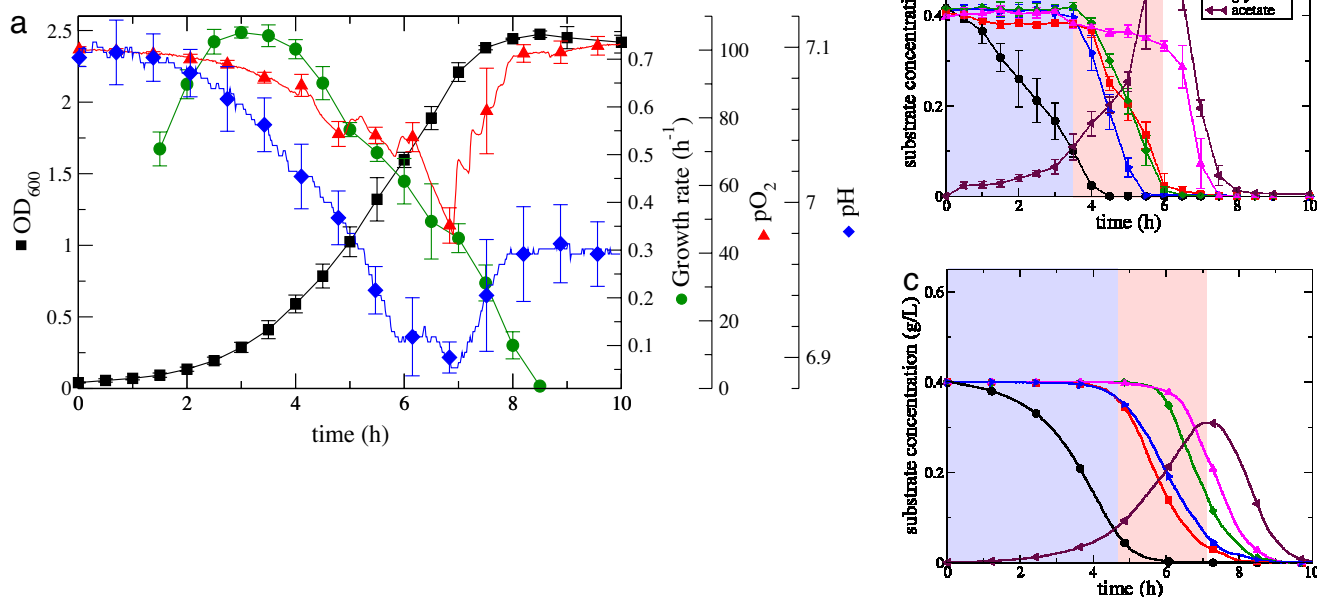 a
2.5
2
1.5
1
0.5
0
0 2 4 6 8 10
time (h)
OD600
0.7
0.6
0.5
0.4
0.3
0.2
0.1
Growth rate (h-1)
100
80
60
40
20
0
pO2
7.1
7
6.9
pH
acetate
0.4
0.2
0
0 2 4 6 8 10
time (h)
substrate concentration
c
0.6
0.4
0.2
0
0 2 4 6 8 10
time (h)
substrate concentration (g/L)